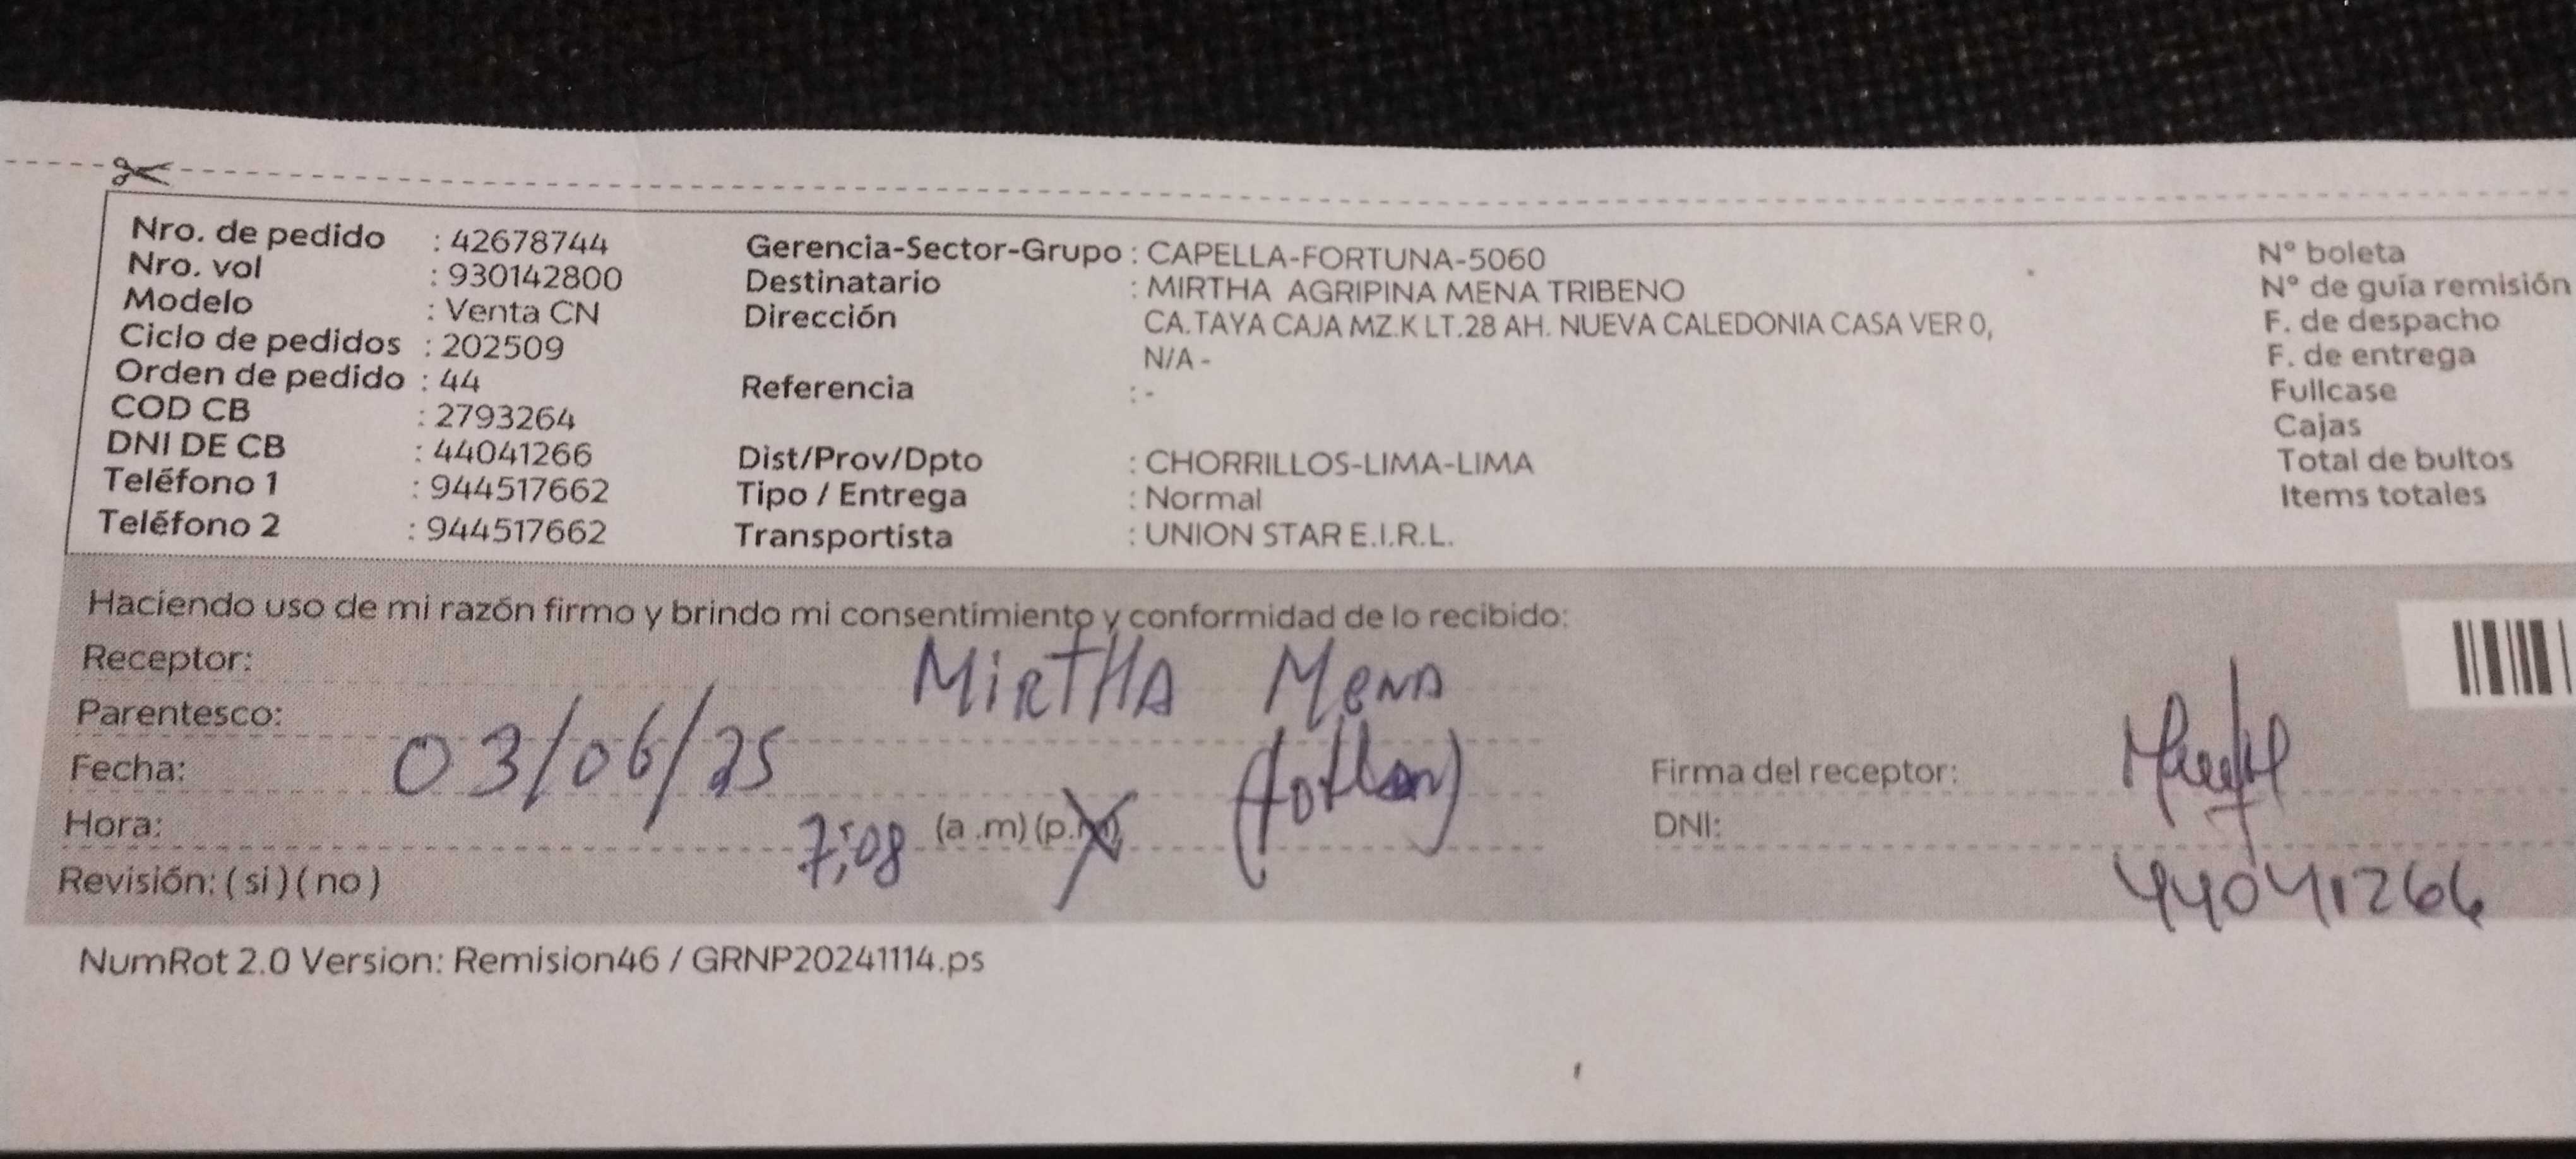 Nro. de pedido : 42678744
Nro. vol : 930142800
Modelo : Venta CN
Ciclo de pedidos : 202509
Orden de pedido : 44
COD CB : 2793264
DNI DE CB : 44041266
Teléfono 1 : 944517662
Teléfono 2 : 944517662
Gerencia-Sector-Grupo : CAPELLA-FORTUNA-5060
Destinatario : MIRTHA AGRIPINA MENA TRIBENO
Dirección CA.TAYA CAJA MZ.K LT.28 AH. NUEVA CALEDONIA CASA VER 0,
N/A -
Referencia : -
Dist/Prov/Dpto : CHORRILLOS-LIMA-LIMA
Tipo / Entrega : Normal
Transportista : UNION STAR E.I.R.L.
N° boleta
N° de guía remisión
F. de despacho
F. de entrega
Fullcase
Cajas
Total de bultos
Items totales
Haciendo uso de mi razón firmo y brindo mi consentimiento y conformidad de lo recibido:
Receptor: MiRTHA MeNA
Parentesco:
Fecha: 03/06/25
Hora: 7:08 (a .m) (p.m)
Revisión: ( si ) ( no )
Firma del receptor:
DNI: 44041266
NumRot 2.0 Version: Remision46 / GRNP20241114.ps